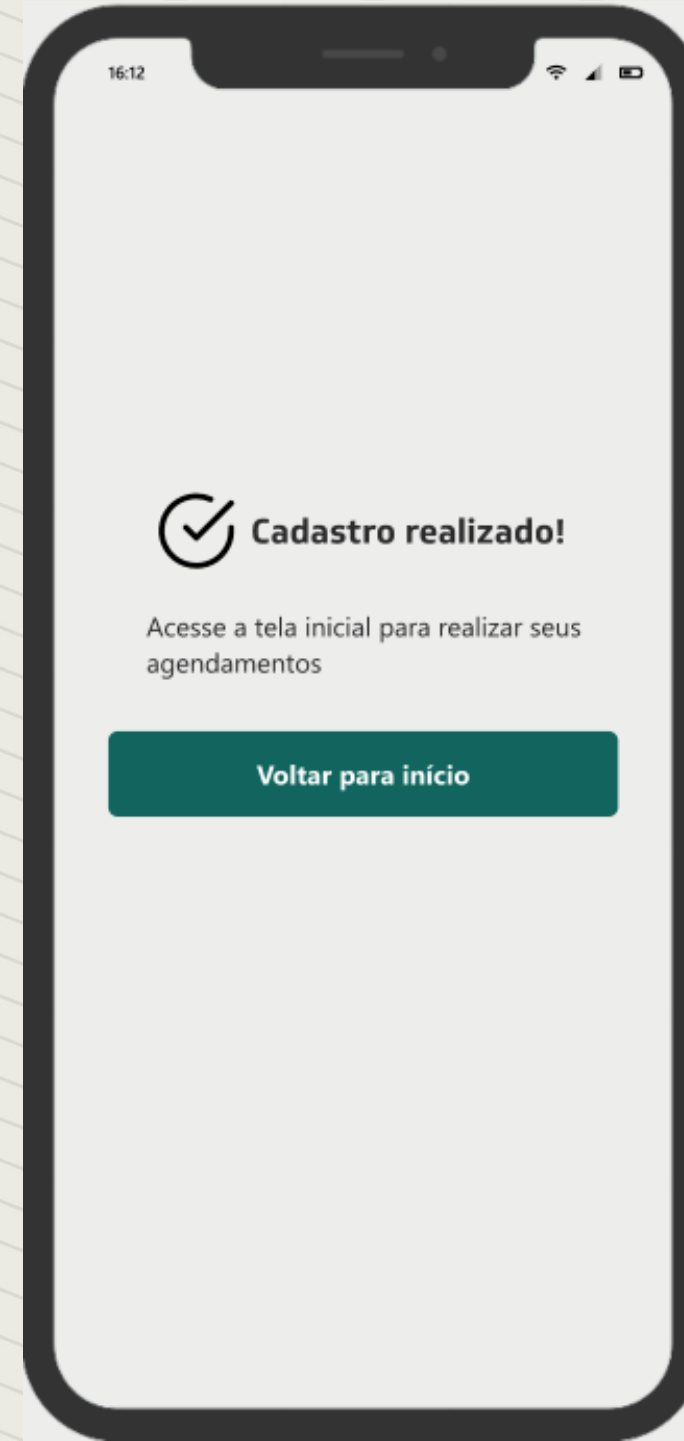 16:12
Cadastro realizado!
Acesse a tela inicial para realizar seus
agendamentos
Voltar para início